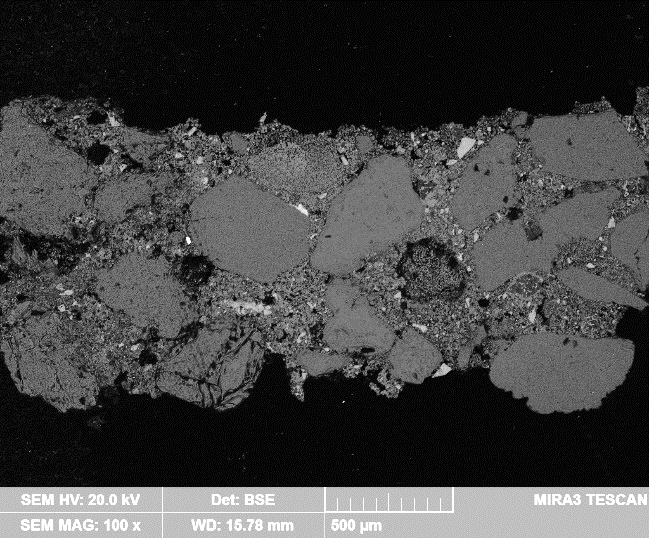 SEM HV: 20.0 kV Det: BSE MIRA3 TESCAN
SEM MAG: 100 x WD: 15.78 mm 500 µm